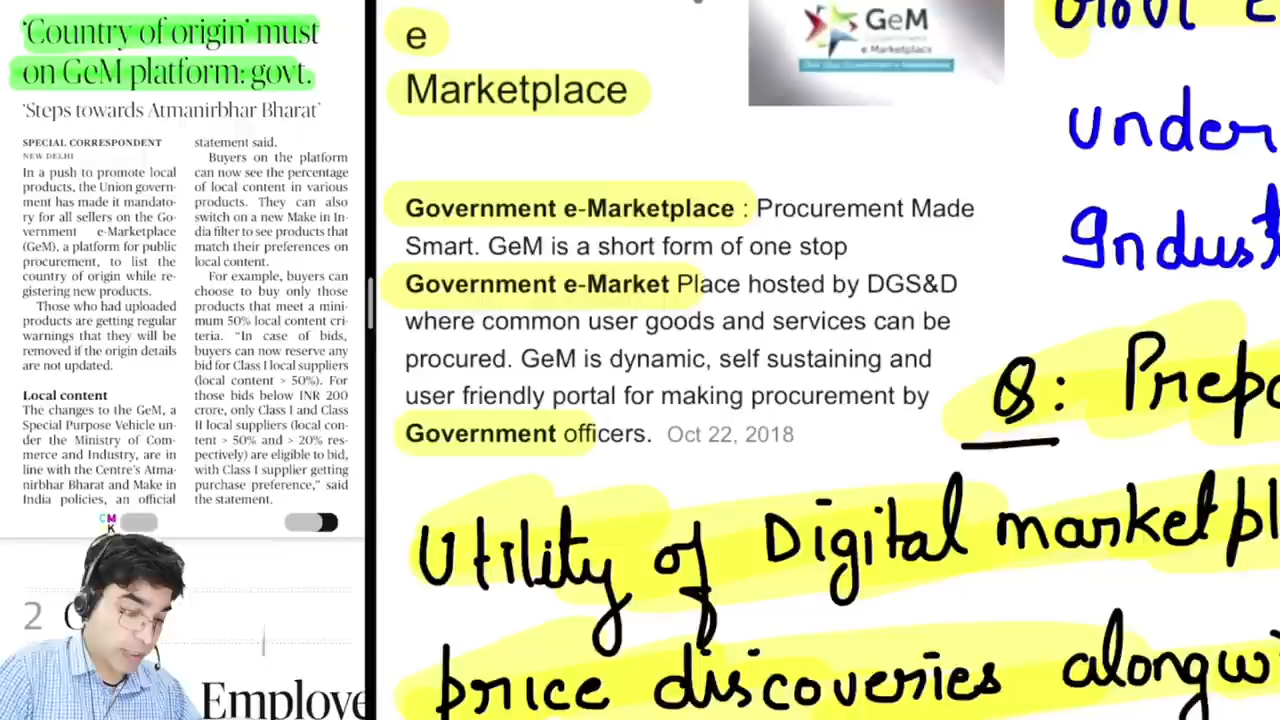 'Country of origin' must
on GeM platform: govt.
'Steps towards Atmanirbhar Bharat'
SPECIAL CORRESPONDENT
NEW DELHI
In a push to promote local
products, the Union govern-
ment has made it mandato-
ry for all sellers on the Go-
vernment e-Marketplace
(GeM), a platform for public
procurement, to list the
country of origin while re-
gistering new products.
Those who had uploaded
products are getting regular
warnings that they will be
removed if the origin details
are not updated.
Local content
The changes to the GeM, a
Special Purpose Vehicle un-
der the Ministry of Com-
merce and Industry, are in
line with the Centre's Atma-
nirbhar Bharat and Make in
India policies, an official
statement said.
Buyers on the platform
can now see the percentage
of local content in various
products. They can also
switch on a new Make in In-
dia filter to see products that
match their preferences on
local content.
For example, buyers can
choose to buy only those
products that meet a mini-
mum 50% local content cri-
teria. "In case of bids,
buyers can now reserve any
bid for Class I local suppliers
(local content > 50%). For
those bids below INR 200
crore, only Class I and Class
II local suppliers (local con-
tent > 50% and > 20% res-
pectively) are eligible to bid,
with Class I supplier getting
purchase preference," said
the statement.
CM
K
2
Employe
e
Marketplace
GeM
e Marketplace
Government e-Marketplace : Procurement Made
Smart. GeM is a short form of one stop
Government e-Market Place hosted by DGS&D
where common user goods and services can be
procured. GeM is dynamic, self sustaining and
user friendly portal for making procurement by
Government officers. Oct 22, 2018
under
Indust
Q: Prepa
Utility of Digital marketpl
price discoveries alongwi